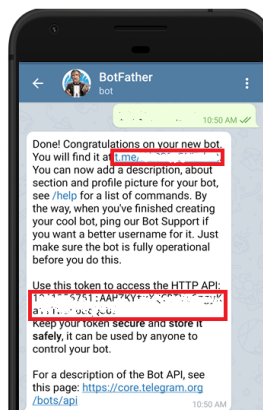 BotFather
bot
10:50 AM
Done! Congratulations on your new bot.
You will find it at t.me/
You can now add a description, about
section and profile picture for your bot,
see /help for a list of commands. By
the way, when you've finished creating
your cool bot, ping our Bot Support if
you want a better username for it. Just
make sure the bot is fully operational
before you do this.
Use this token to access the HTTP API:
Keep your token secure and store it
safely, it can be used by anyone to
control your bot.
For a description of the Bot API, see
this page: https://core.telegram.org
/bots/api
10:50 AM